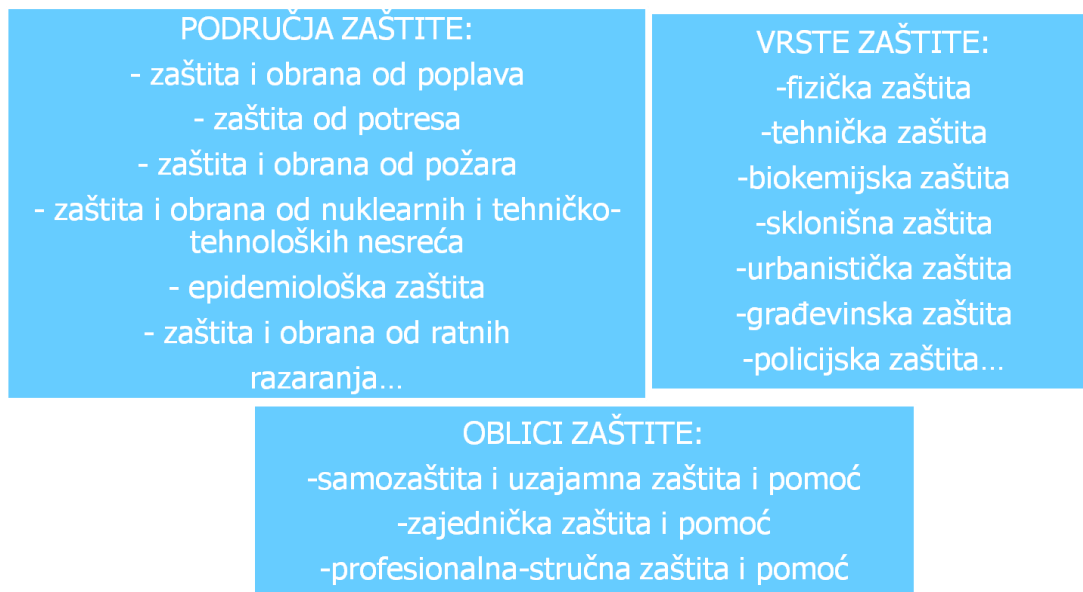 PODRUČJA ZAŠTITE:
- zaštita i obrana od poplava
- zaštita od potresa
- zaštita i obrana od požara
- zaštita i obrana od nuklearnih i tehničko-
tehnoloških nesreća
- epidemiološka zaštita
- zaštita i obrana od ratnih
razaranja...
VRSTE ZAŠTITE:
-fizička zaštita
-tehnička zaštita
-biokemijska zaštita
-sklonišna zaštita
-urbanistička zaštita
-građevinska zaštita
-policijska zaštita...
OBLICI ZAŠTITE:
-samozaštita i uzajamna zaštita i pomoć
-zajednička zaštita i pomoć
-profesionalna-stručna zaštita i pomoć